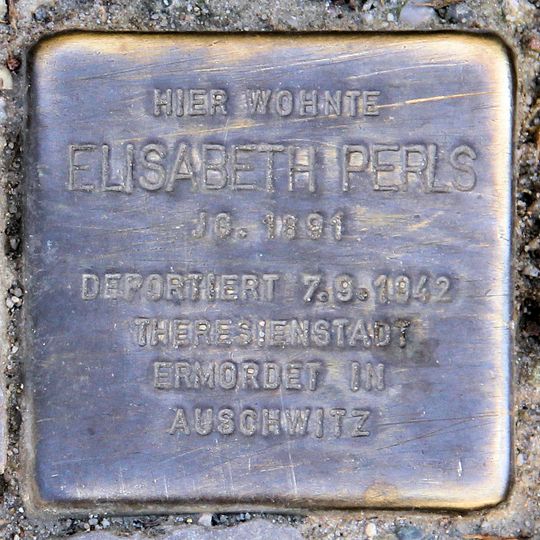 HIER WOHNTE
ELISABETH PERLS
JG. 1891
DEPORTIERT 7.9.1942
THERESIENSTADT
ERMORDET IN
AUSCHWITZ